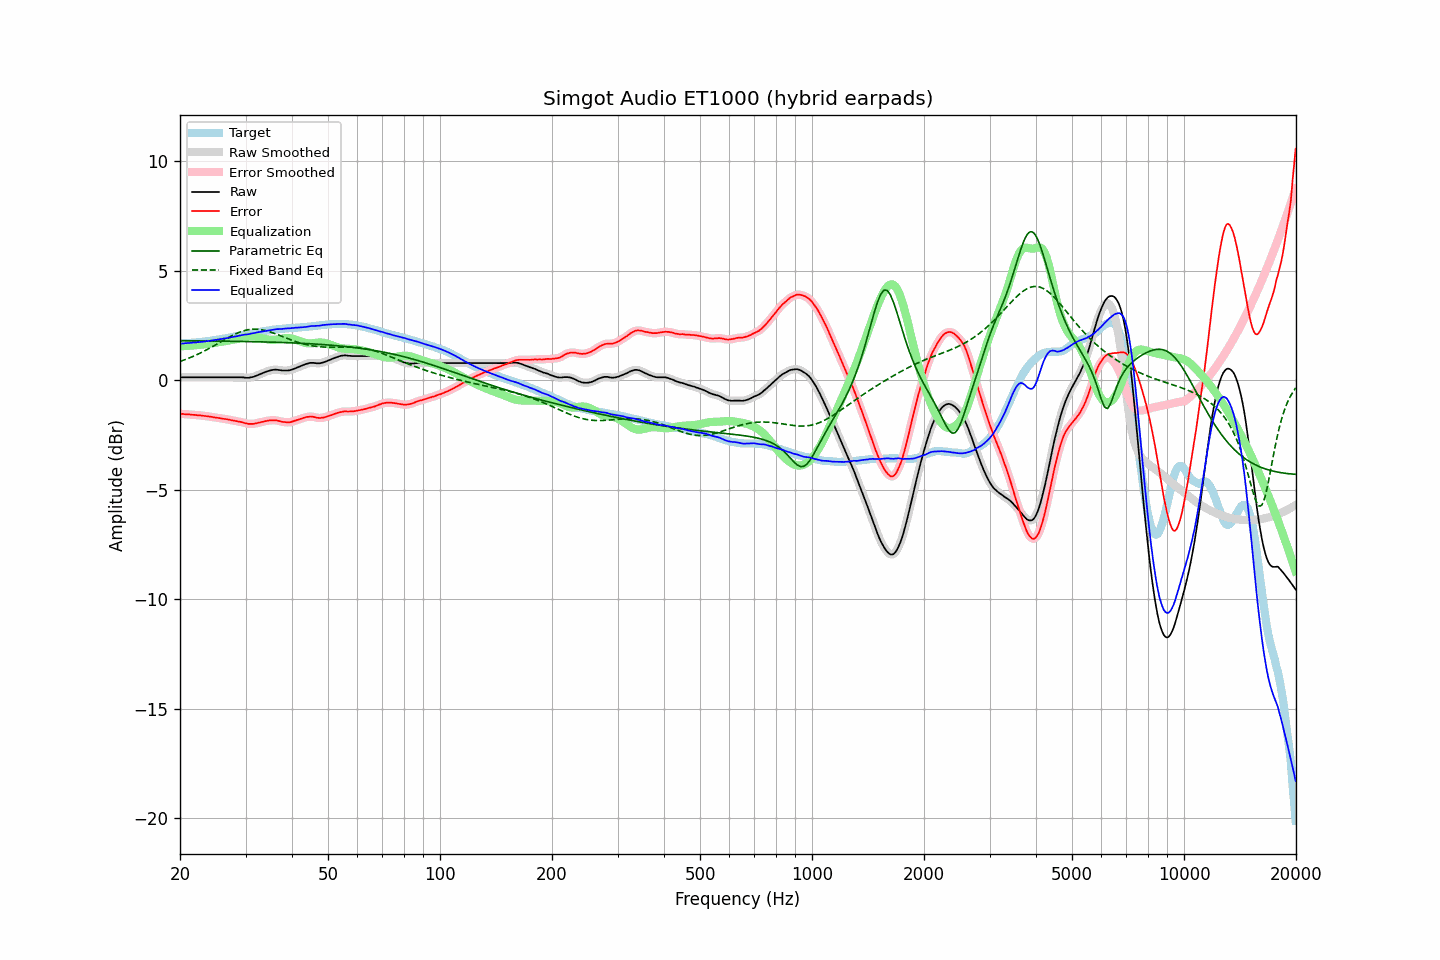 Simgot Audio ET1000 (hybrid earpads)
Target
Raw Smoothed
Error Smoothed
Raw
Error
Equalization
Parametric Eq
Fixed Band Eq
Equalized
Amplitude (dBr)
10
5
0
−5
−10
−15
−20
20 50 100 200 500 1000 2000 5000 10000 20000
Frequency (Hz)